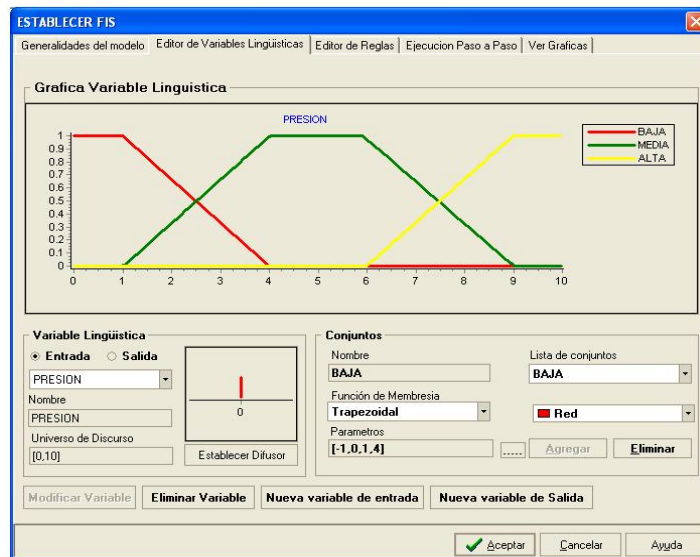 ESTABLECER FIS
Generalidades del modelo Editor de Variables Lingüisticas Editor de Reglas Ejecucion Paso a Paso Ver Graficas
Grafica Variable Linguistica
PRESION
1
0.9
0.8
0.7
0.6
0.5
0.4
0.3
0.2
0.1
0
0 1 2 3 4 5 6 7 8 9 10
BAJA
MEDIA
ALTA
Variable Lingüistica
Entrada Salida
PRESION
Nombre
PRESION
Universo de Discurso
[0,10]
0
Establecer Difusor
Conjuntos
Nombre Lista de conjuntos
BAJA BAJA
Función de Membresia
Trapezoidal Red
Parametros
[-1,0,1,4] ..... Agregar Eliminar
Modificar Variable Eliminar Variable Nueva variable de entrada Nueva variable de Salida
Aceptar Cancelar Ayuda